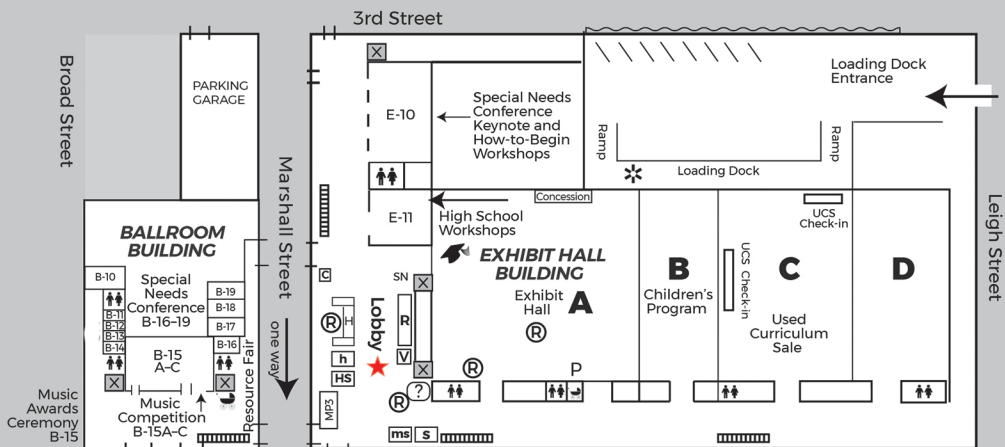 3rd Street
Broad Street
PARKING
GARAGE
Marshall Street
one way
Leigh Street
Loading Dock
Entrance
Ramp
Ramp
Loading Dock
X
E-10
Special Needs
Conference
Keynote and
How-to-Begin
Workshops
E-11
High School
Workshops
Concession
UCS
Check-in
UCS Check-in
BALLROOM
BUILDING
B-10
Special
Needs
Conference
B-16–19
B-11
B-12
B-13
B-14
B-19
B-18
B-17
B-16
B-15
A–C
X
X
Resource Fair
Music
Awards
Ceremony
B-15
Music
Competition
B-15A–C
EXHIBIT HALL
BUILDING
Exhibit
Hall
A
B
Children's
Program
C
Used
Curriculum
Sale
D
C
SN
X
Lobby
R
H
R
h
V
HS
X
MP3
R
?
R
R
P
ms
S